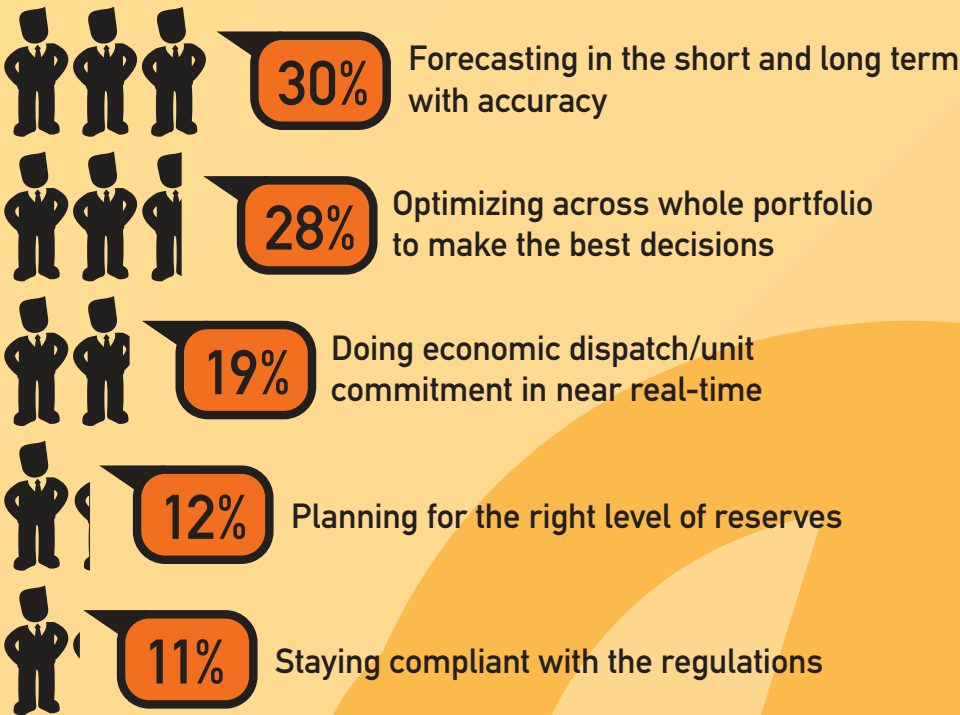 30%
Forecasting in the short and long term
with accuracy
28%
Optimizing across whole portfolio
to make the best decisions
19%
Doing economic dispatch/unit
commitment in near real-time
12%
Planning for the right level of reserves
11%
Staying compliant with the regulations